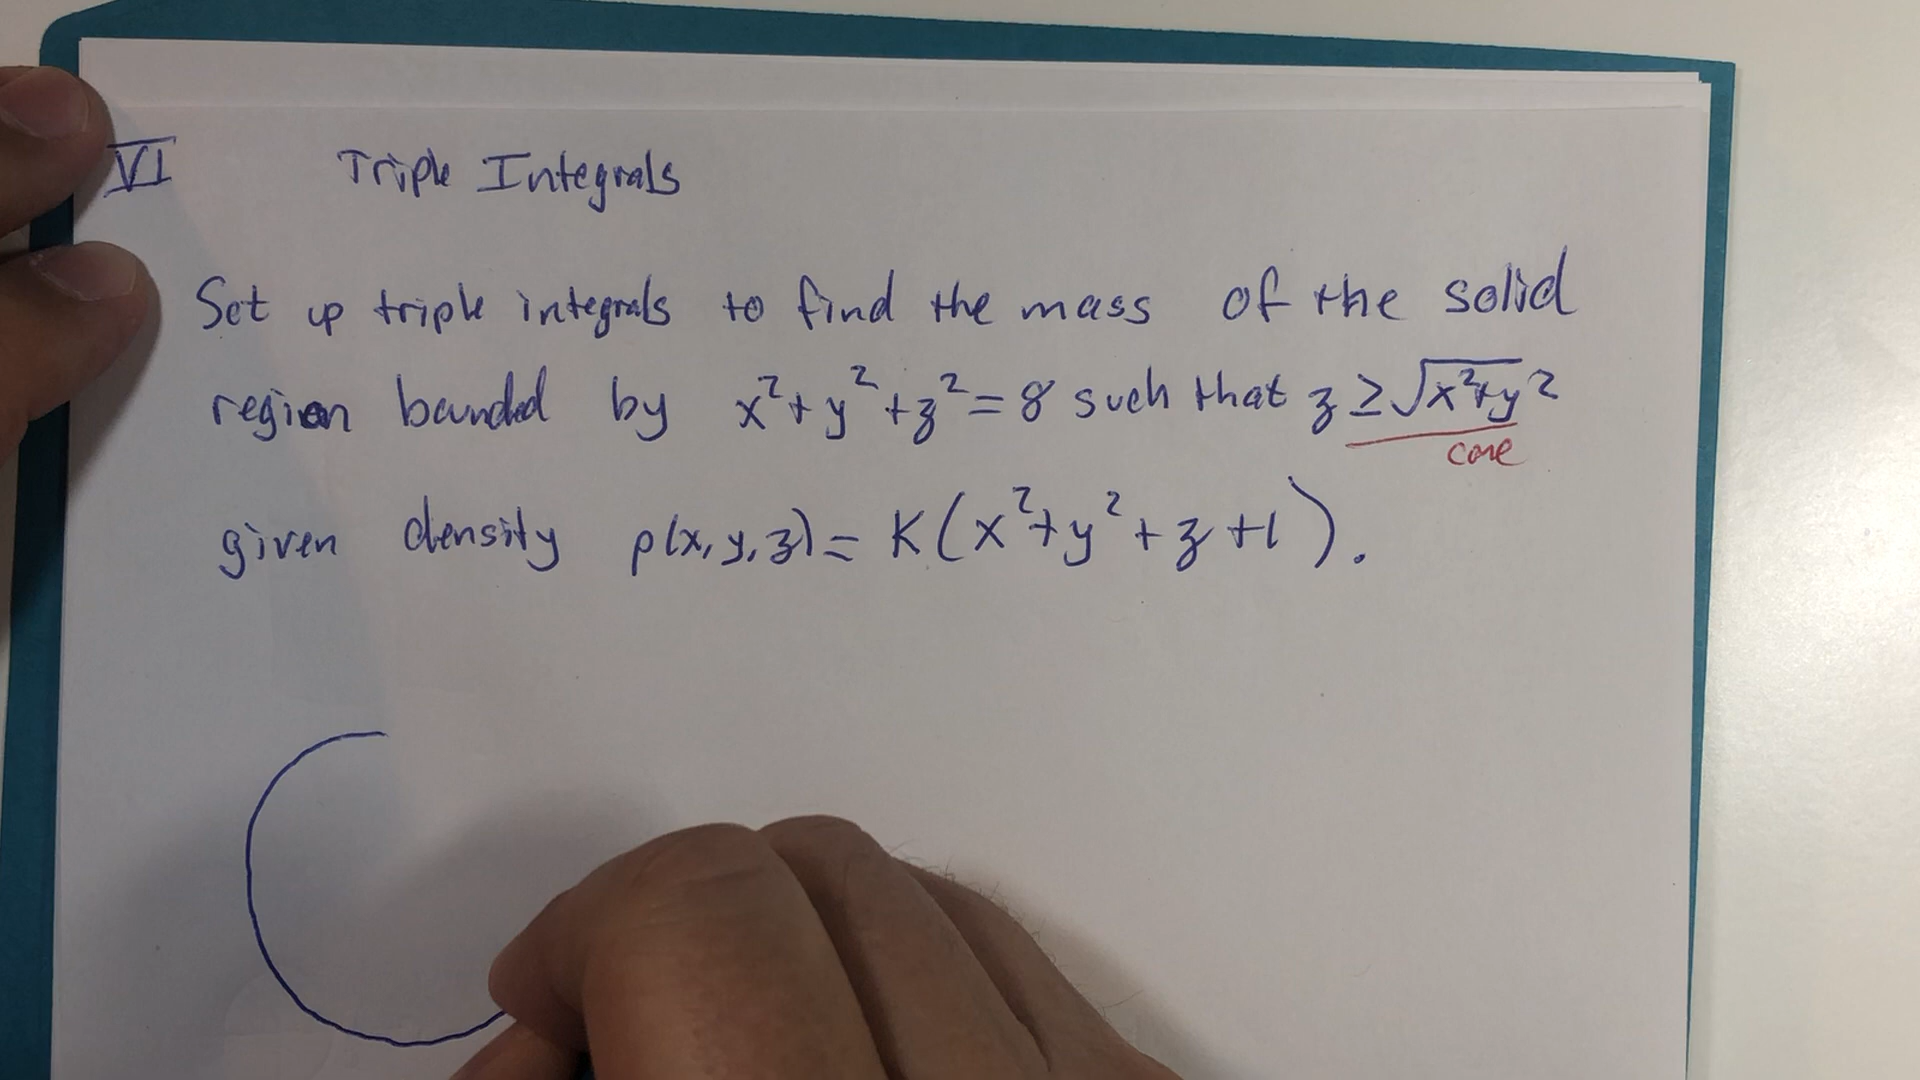 VI Triple Integrals
Set up triple integrals to find the mass of the solid
region bounded by x²+y²+z²=8 such that z≥√x²+y²
cone
given density ρ(x,y,z)= K(x²+y²+z+1).